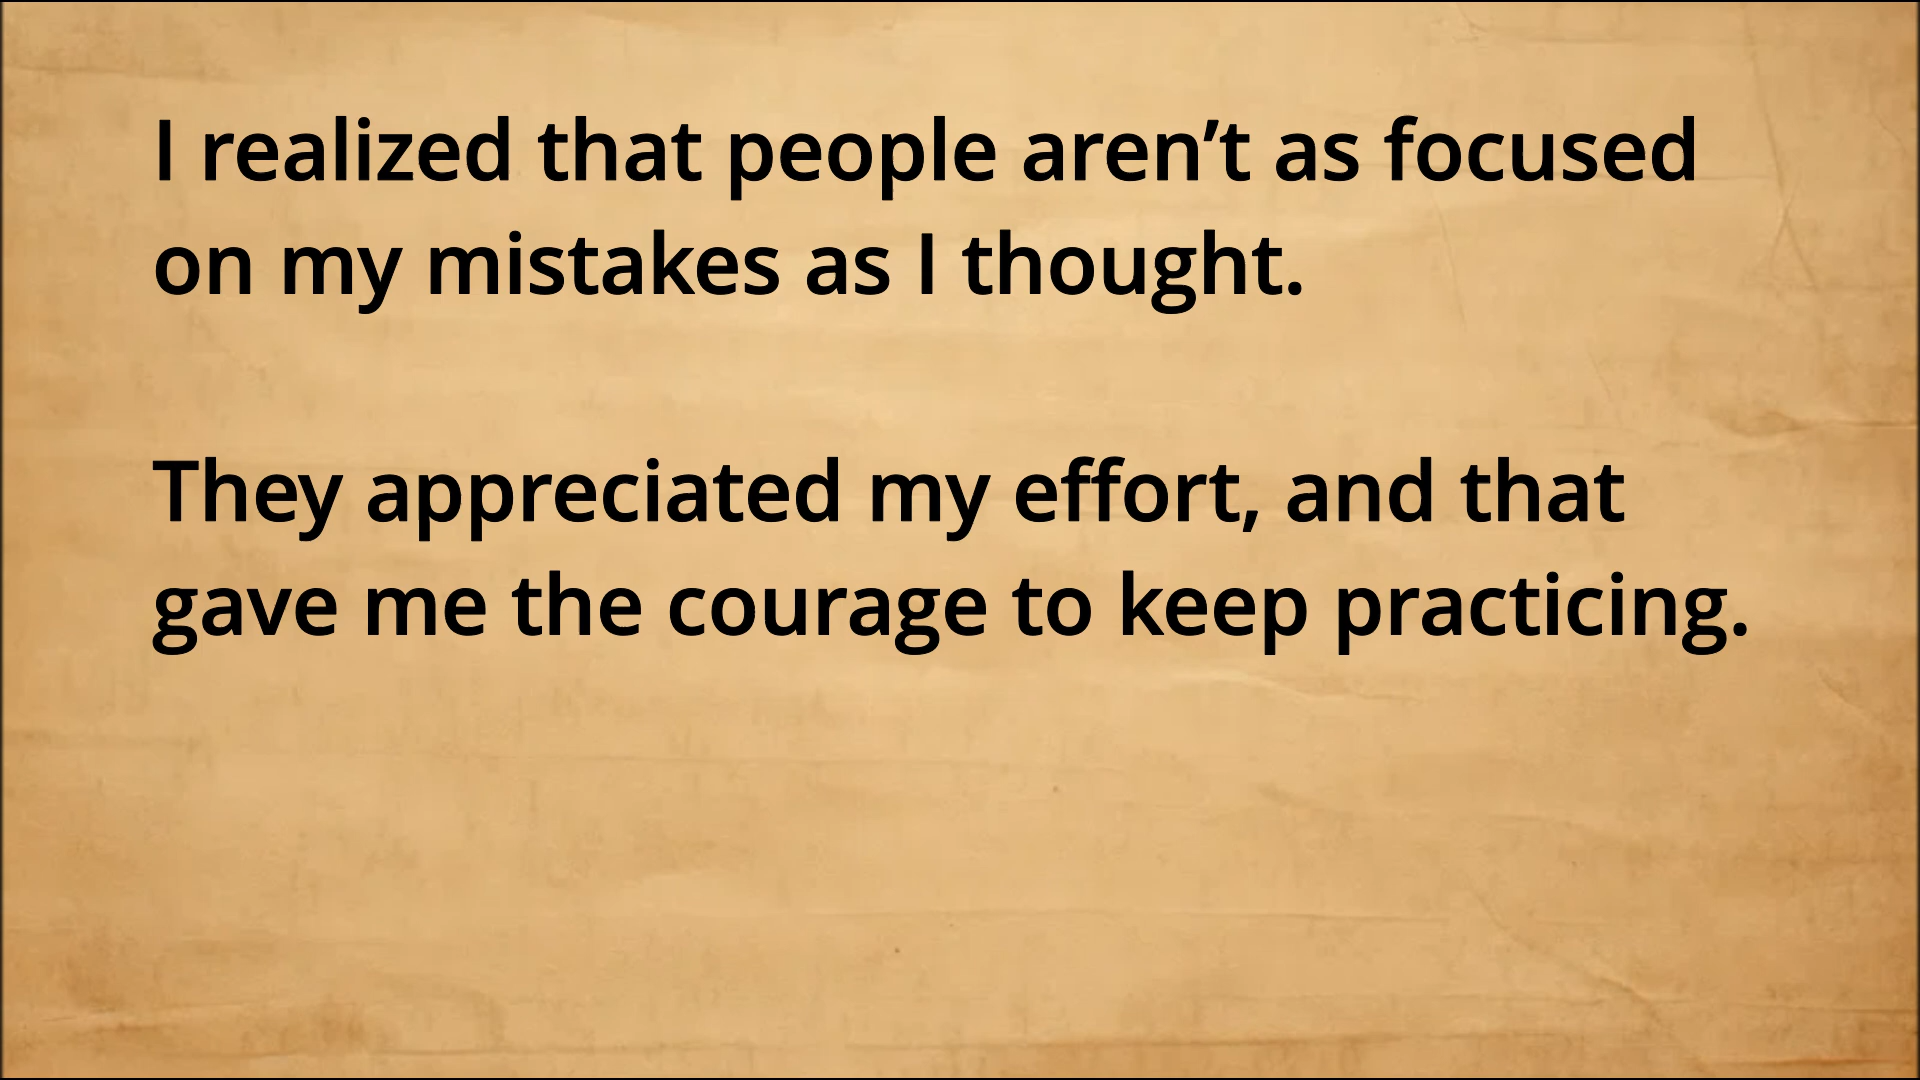 I realized that people aren’t as focused
on my mistakes as I thought.
They appreciated my effort, and that
gave me the courage to keep practicing.